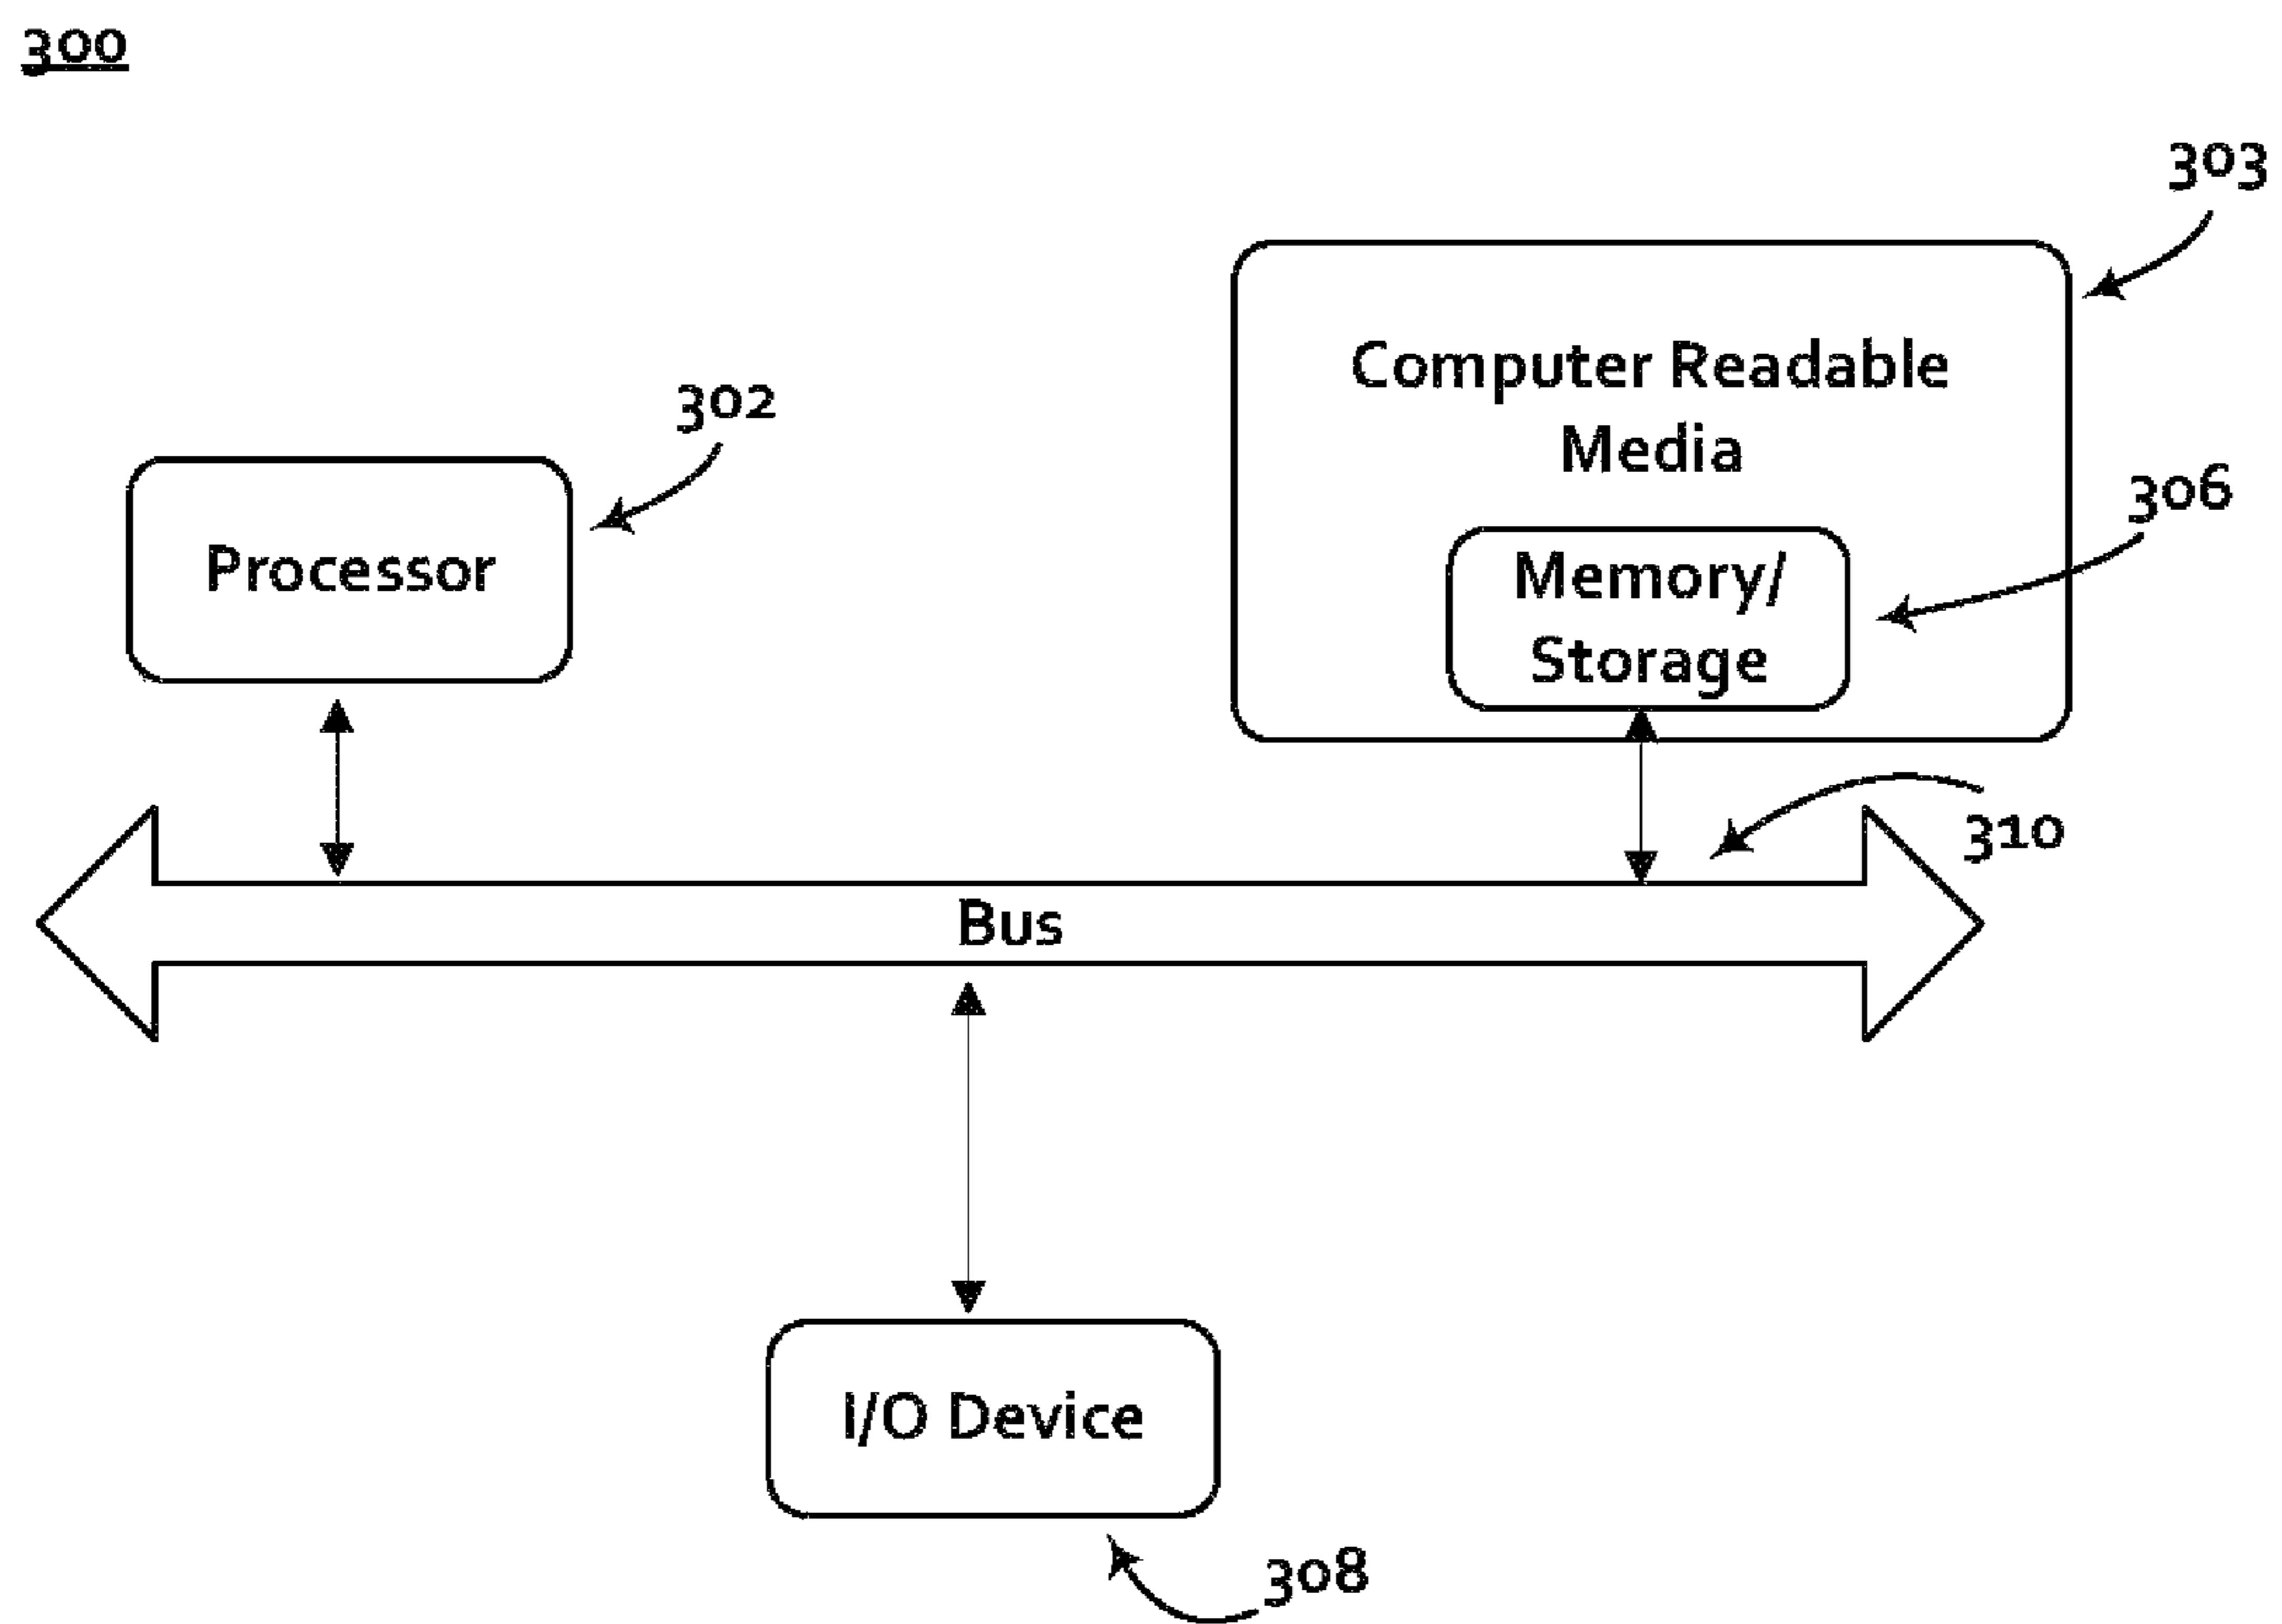 300
303
Computer Readable
Media
302
306
Processor
Memory/
Storage
310
Bus
I/O Device
308